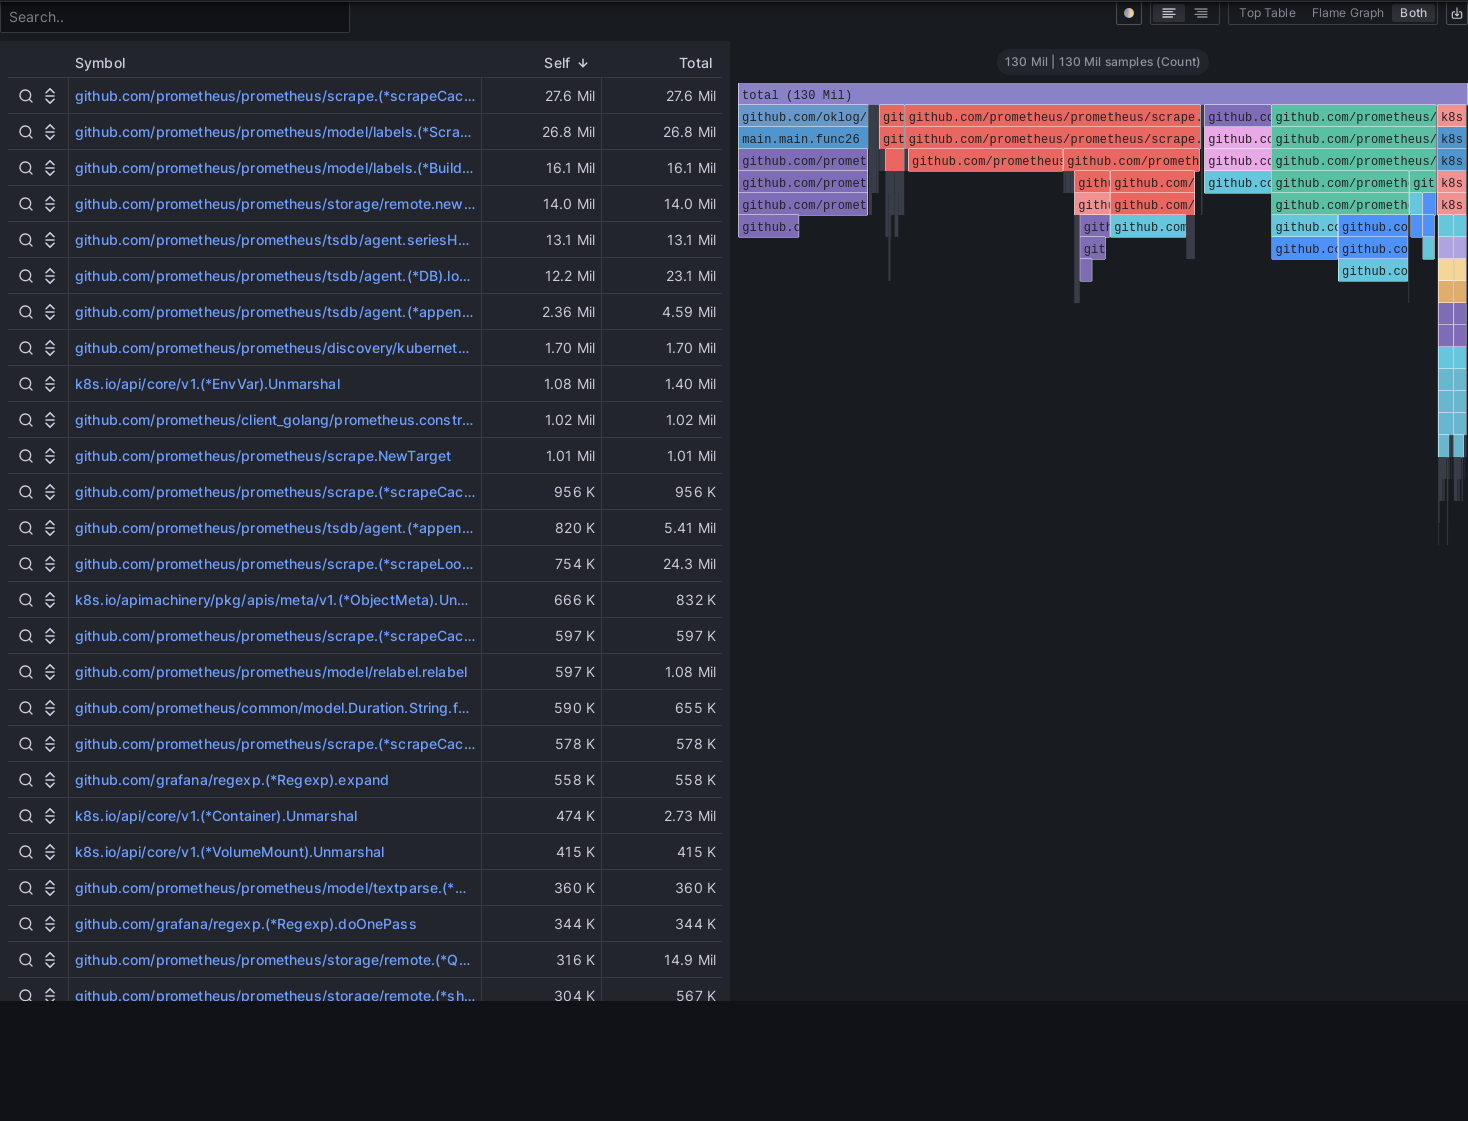 Search..
Top Table Flame Graph Both
Symbol Self Total
github.com/prometheus/prometheus/scrape.(*scrapeCac... 27.6 Mil 27.6 Mil
github.com/prometheus/prometheus/model/labels.(*Scra... 26.8 Mil 26.8 Mil
github.com/prometheus/prometheus/model/labels.(*Build... 16.1 Mil 16.1 Mil
github.com/prometheus/prometheus/storage/remote.new... 14.0 Mil 14.0 Mil
github.com/prometheus/prometheus/tsdb/agent.seriesH... 13.1 Mil 13.1 Mil
github.com/prometheus/prometheus/tsdb/agent.(*DB).lo... 12.2 Mil 23.1 Mil
github.com/prometheus/prometheus/tsdb/agent.(*appen... 2.36 Mil 4.59 Mil
github.com/prometheus/prometheus/discovery/kubernet... 1.70 Mil 1.70 Mil
k8s.io/api/core/v1.(*EnvVar).Unmarshal 1.08 Mil 1.40 Mil
github.com/prometheus/client_golang/prometheus.constr... 1.02 Mil 1.02 Mil
github.com/prometheus/prometheus/scrape.NewTarget 1.01 Mil 1.01 Mil
github.com/prometheus/prometheus/scrape.(*scrapeCac... 956 K 956 K
github.com/prometheus/prometheus/tsdb/agent.(*appen... 820 K 5.41 Mil
github.com/prometheus/prometheus/scrape.(*scrapeLoo... 754 K 24.3 Mil
k8s.io/apimachinery/pkg/apis/meta/v1.(*ObjectMeta).Un... 666 K 832 K
github.com/prometheus/prometheus/scrape.(*scrapeCac... 597 K 597 K
github.com/prometheus/prometheus/model/relabel.relabel 597 K 1.08 Mil
github.com/prometheus/common/model.Duration.String.f... 590 K 655 K
github.com/prometheus/prometheus/scrape.(*scrapeCac... 578 K 578 K
github.com/grafana/regexp.(*Regexp).expand 558 K 558 K
k8s.io/api/core/v1.(*Container).Unmarshal 474 K 2.73 Mil
k8s.io/api/core/v1.(*VolumeMount).Unmarshal 415 K 415 K
github.com/prometheus/prometheus/model/textparse.(*... 360 K 360 K
github.com/grafana/regexp.(*Regexp).doOnePass 344 K 344 K
github.com/prometheus/prometheus/storage/remote.(*Q... 316 K 14.9 Mil
github.com/prometheus/prometheus/storage/remote.(*sh... 304 K 567 K
130 Mil | 130 Mil samples (Count)
total (130 Mil)
github.com/oklog/ git github.com/prometheus/prometheus/scrape. github.co github.com/prometheus/ k8s
main.main.func26 git github.com/prometheus/prometheus/scrape. github.co github.com/prometheus/ k8s
github.com/promet github.com/prometheus github.com/prometh github.co github.com/prometheus/ k8s
github.com/promet githu github.com/ github.co github.com/prometh git k8s
github.com/promet githu github.com/ github.com/prometh k8s
github.c gith github.com github.co github.co
git github.co github.co
github.co